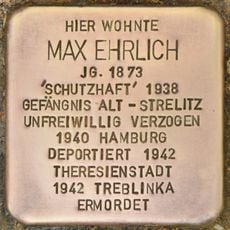 HIER WOHNTE
MAX EHRLICH
JG. 1873
'SCHUTZHAFT' 1938
GEFÄNGNIS ALT - STRELITZ
UNFREIWILLIG VERZOGEN
1940 HAMBURG
DEPORTIERT 1942
THERESIENSTADT
1942 TREBLINKA
ERMORDET